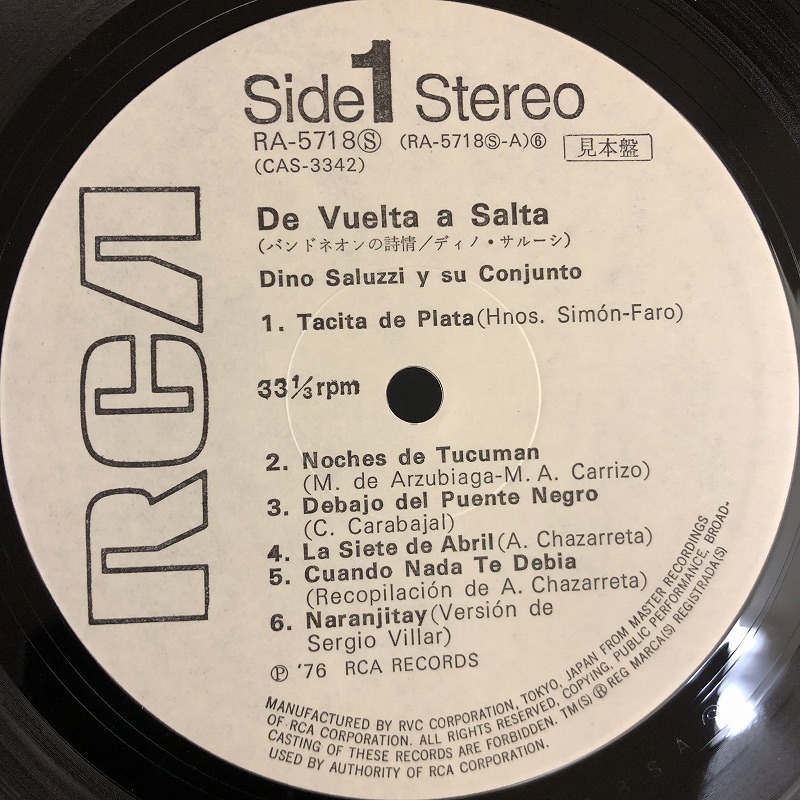 Side 1 Stereo
RA-5718Ⓢ (RA-5718Ⓢ-A)⑥ 見本盤
(CAS-3342)
De Vuelta a Salta
(バンドネオンの詩情/ディノ・サルーシ)
Dino Saluzzi y su Conjunto
1. Tacita de Plata(Hnos. Simón-Faro)
33⅓rpm
2. Noches de Tucuman
(M. de Arzubiaga-M. A. Carrizo)
3. Debajo del Puente Negro
(C. Carabajal)
4. La Siete de Abril(A. Chazarreta)
5. Cuando Nada Te Debia
(Recopilación de A. Chazarreta)
6. Naranjitay(Versión de
Sergio Villar)
Ⓟ '76 RCA RECORDS
RCA
MANUFACTURED BY RVC CORPORATION, TOKYO, JAPAN FROM MASTER RECORDINGS
OF RCA CORPORATION. ALL RIGHTS RESERVED, COPYING, PUBLIC PERFORMANCE, BROAD-
CASTING OF THESE RECORDS ARE FORBIDDEN. TM(S) ® REG MARCA(S) REGISTRADA(S)
USED BY AUTHORITY OF RCA CORPORATION.